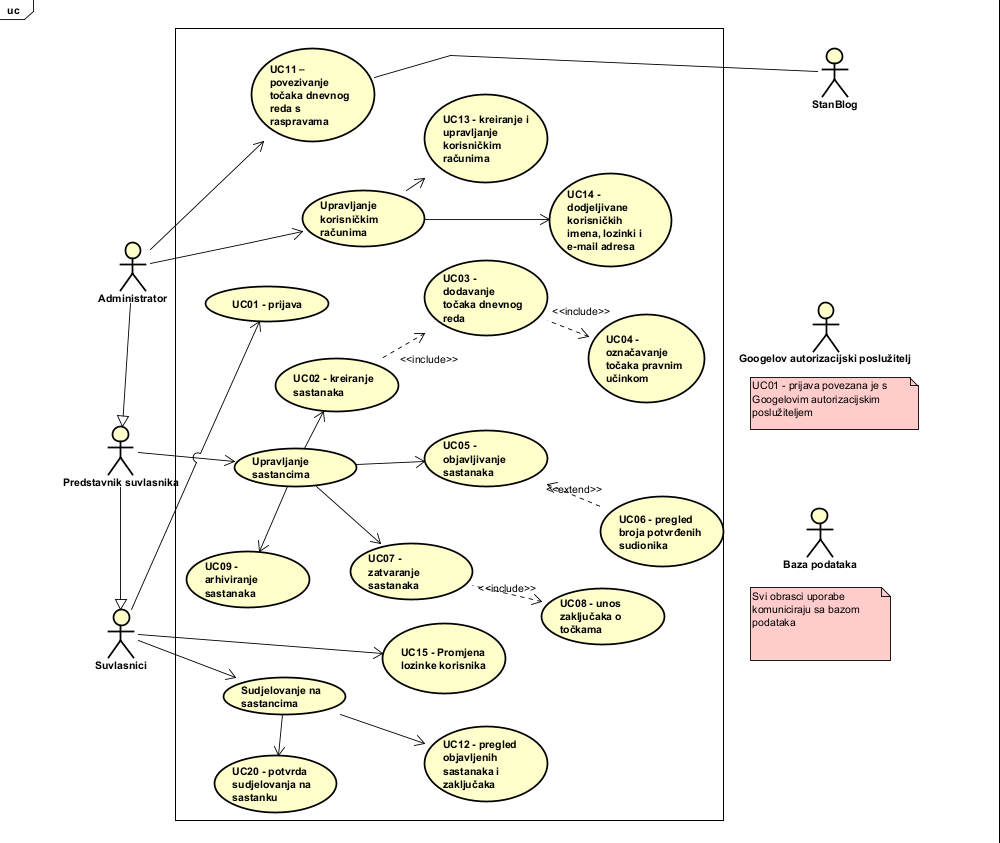 uc
UC11 –
povezivanje
točaka dnevnog
reda s
raspravama
StanBlog
UC13 - kreiranje i
upravljanje
korisničkim
računima
Upravljanje
korisničkim
računima
UC14 -
dodjeljivane
korisničkih
imena, lozinki i
e-mail adresa
Administrator
UC01 - prijava
UC03 -
dodavanje
točaka dnevnog
reda
<<include>>
UC04 -
označavanje
točaka pravnim
učinkom
<<include>>
UC02 - kreiranje
sastanaka
Googelov autorizacijski poslužitelj
UC01 - prijava povezana je s
Googelovim autorizacijskim
poslužiteljem
Predstavnik suvlasnika
Upravljanje
sastancima
UC05 -
objavljivanje
sastanaka
<<extend>>
UC06 - pregled
broja potvrđenih
sudionika
UC09 -
arhiviranje
sastanaka
UC07 -
zatvaranje
sastanaka
<<include>>
UC08 - unos
zaključaka o
točkama
Baza podataka
Svi obrasci uporabe
komuniciraju sa bazom
podataka
Suvlasnici
UC15 - Promjena
lozinke korisnika
Sudjelovanje na
sastancima
UC12 - pregled
objavljenih
sastanaka i
zaključaka
UC20 - potvrda
sudjelovanja na
sastanku